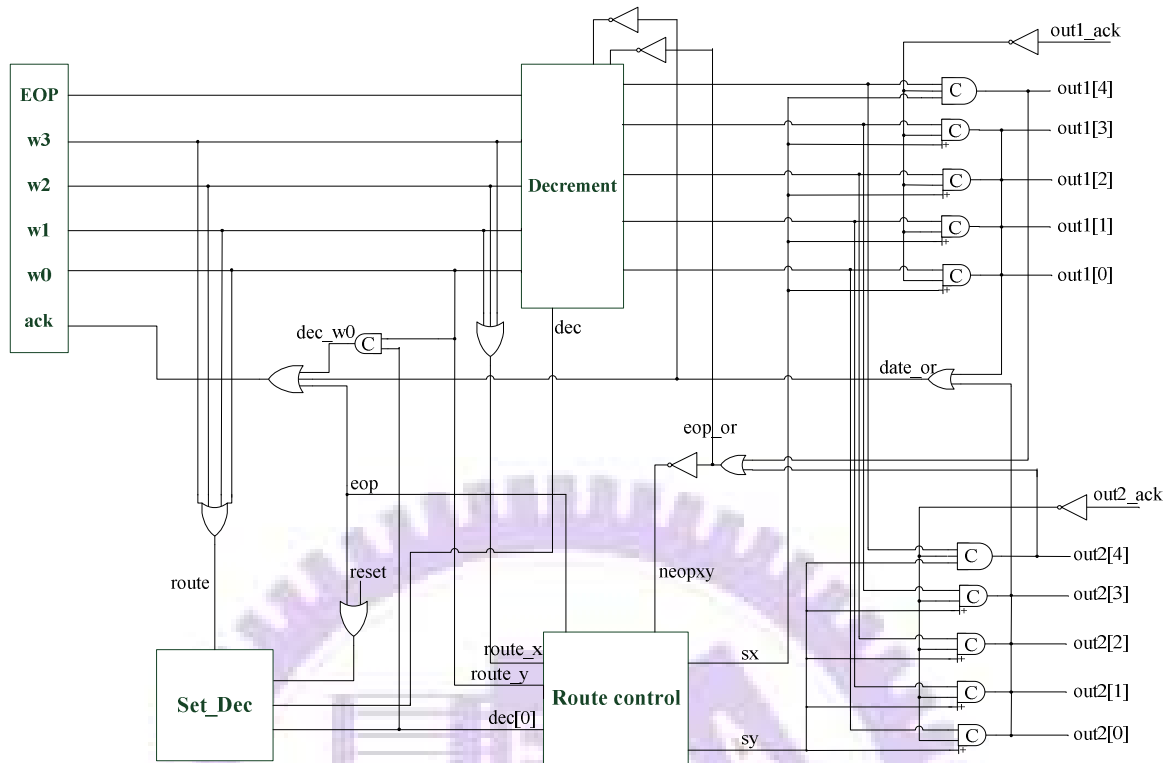 out1_ack
EOP
w3
w2
w1
w0
ack
Decrement
C
out1[4]
C
out1[3]
C
out1[2]
C
out1[1]
C
out1[0]
dec_w0
C
dec
date_or
eop_or
eop
out2_ack
route
reset
neopxy
C
out2[4]
C
out2[3]
C
out2[2]
C
out2[1]
C
out2[0]
Set_Dec
route_x
route_y
dec[0]
Route control
sx
sy
+
+
+
+
+
+
+
+